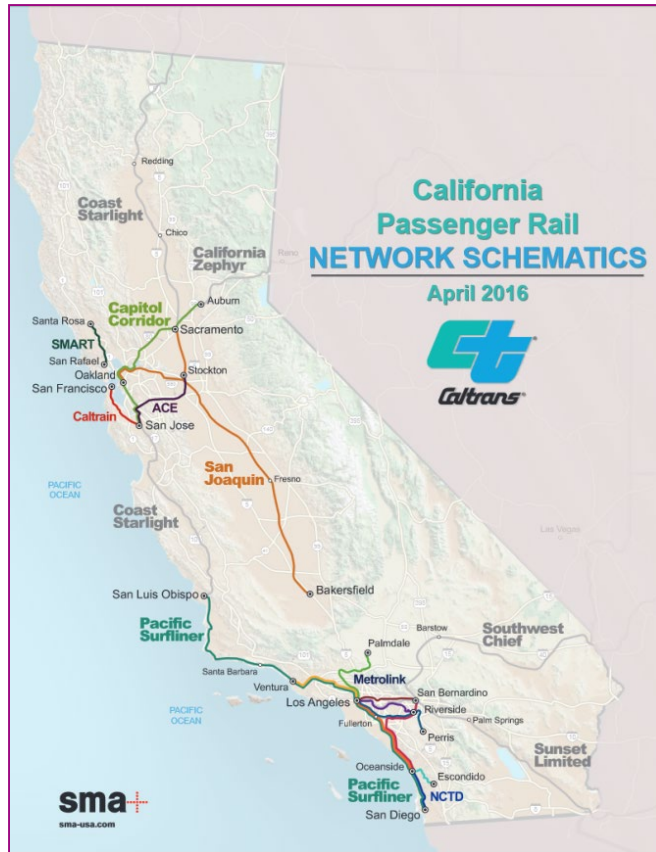 California
Passenger Rail
NETWORK SCHEMATICS
April 2016
Caltrans
Redding
Coast
Starlight
Chico
California
Zephyr
Reno
Auburn
Capitol
Corridor
Santa Rosa
Sacramento
SMART
San Rafael
Oakland
Stockton
San Francisco
ACE
Caltrain
San Jose
San
Joaquin
Fresno
PACIFIC
OCEAN
Coast
Starlight
Las Vegas
Bakersfield
San Luis Obispo
Pacific
Surfliner
Barstow
Southwest
Chief
Palmdale
Santa Barbara
Metrolink
Ventura
San Bernardino
Los Angeles
Riverside
Palm Springs
Fullerton
PACIFIC
OCEAN
Perris
Sunset
Limited
Oceanside
Escondido
Pacific
Surfliner
NCTD
San Diego
sma+
sma-usa.com